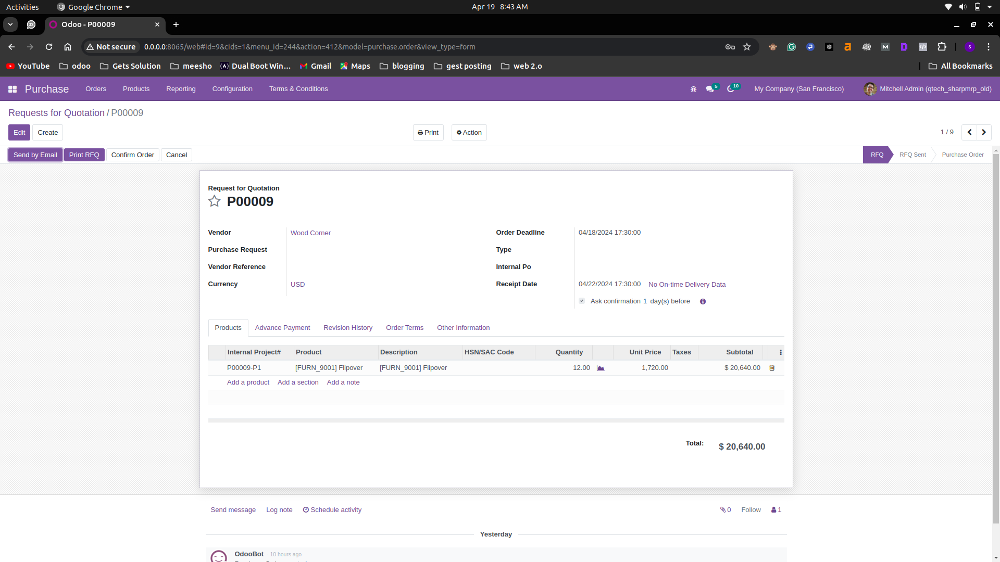 Activities
Google Chrome
Apr 19 8:43 AM
32
Odoo - P00009
Not secure
0.0.0.0:8065/web#id=9&cids=1&menu_id=244&action=412&model=purchase.order&view_type=form
YouTube
odoo
Gets Solution
meesho
Dual Boot Win...
Gmail
Maps
blogging
gest posting
web 2.o
All Bookmarks
Purchase
Orders
Products
Reporting
Configuration
Terms & Conditions
5
10
My Company (San Francisco)
Mitchell Admin (qtech_sharpmrp_old)
Requests for Quotation / P00009
Edit
Create
Print
Action
1 / 9
Send by Email
Print RFQ
Confirm Order
Cancel
RFQ
RFQ Sent
Purchase Order
Request for Quotation
P00009
Vendor
Wood Corner
Purchase Request
Vendor Reference
Currency
USD
Order Deadline
04/18/2024 17:30:00
Type
Internal Po
Receipt Date
04/22/2024 17:30:00
No On-time Delivery Data
Ask confirmation 1 day(s) before
Products
Advance Payment
Revision History
Order Terms
Other Information
Internal Project#
Product
Description
HSN/SAC Code
Quantity
Unit Price
Taxes
Subtotal
P00009-P1
[FURN_9001] Flipover
[FURN_9001] Flipover
12.00
1,720.00
$ 20,640.00
Add a product
Add a section
Add a note
Total:
$ 20,640.00
Send message
Log note
Schedule activity
0
Follow
1
Yesterday
OdooBot - 10 hours ago